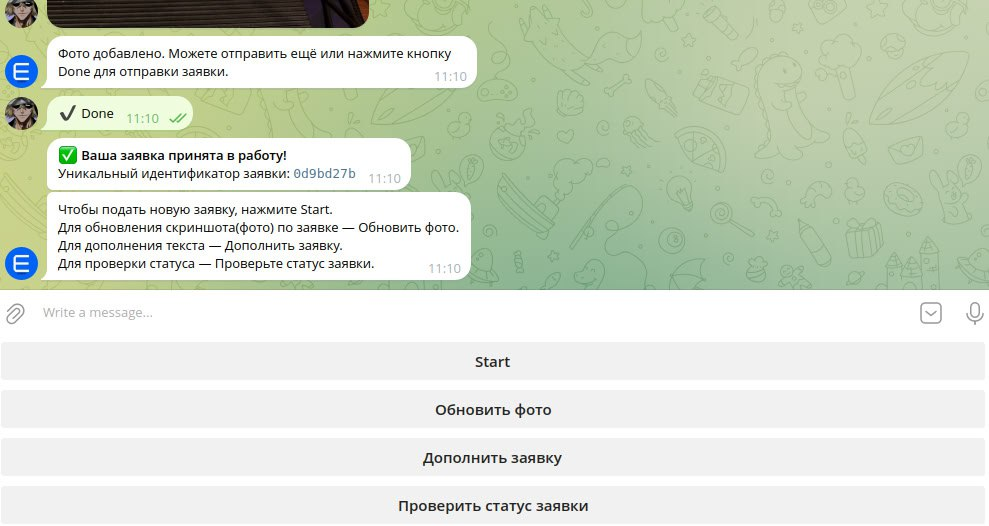 Фото добавлено. Можете отправить ещё или нажмите кнопку
Done для отправки заявки.
11:10
✔ Done 11:10
✅ Ваша заявка принята в работу!
Уникальный идентификатор заявки: 0d9bd27b 11:10
Чтобы подать новую заявку, нажмите Start.
Для обновления скриншота(фото) по заявке — Обновить фото.
Для дополнения текста — Дополнить заявку.
Для проверки статуса — Проверьте статус заявки.
11:10
Write a message...
Start
Обновить фото
Дополнить заявку
Проверить статус заявки